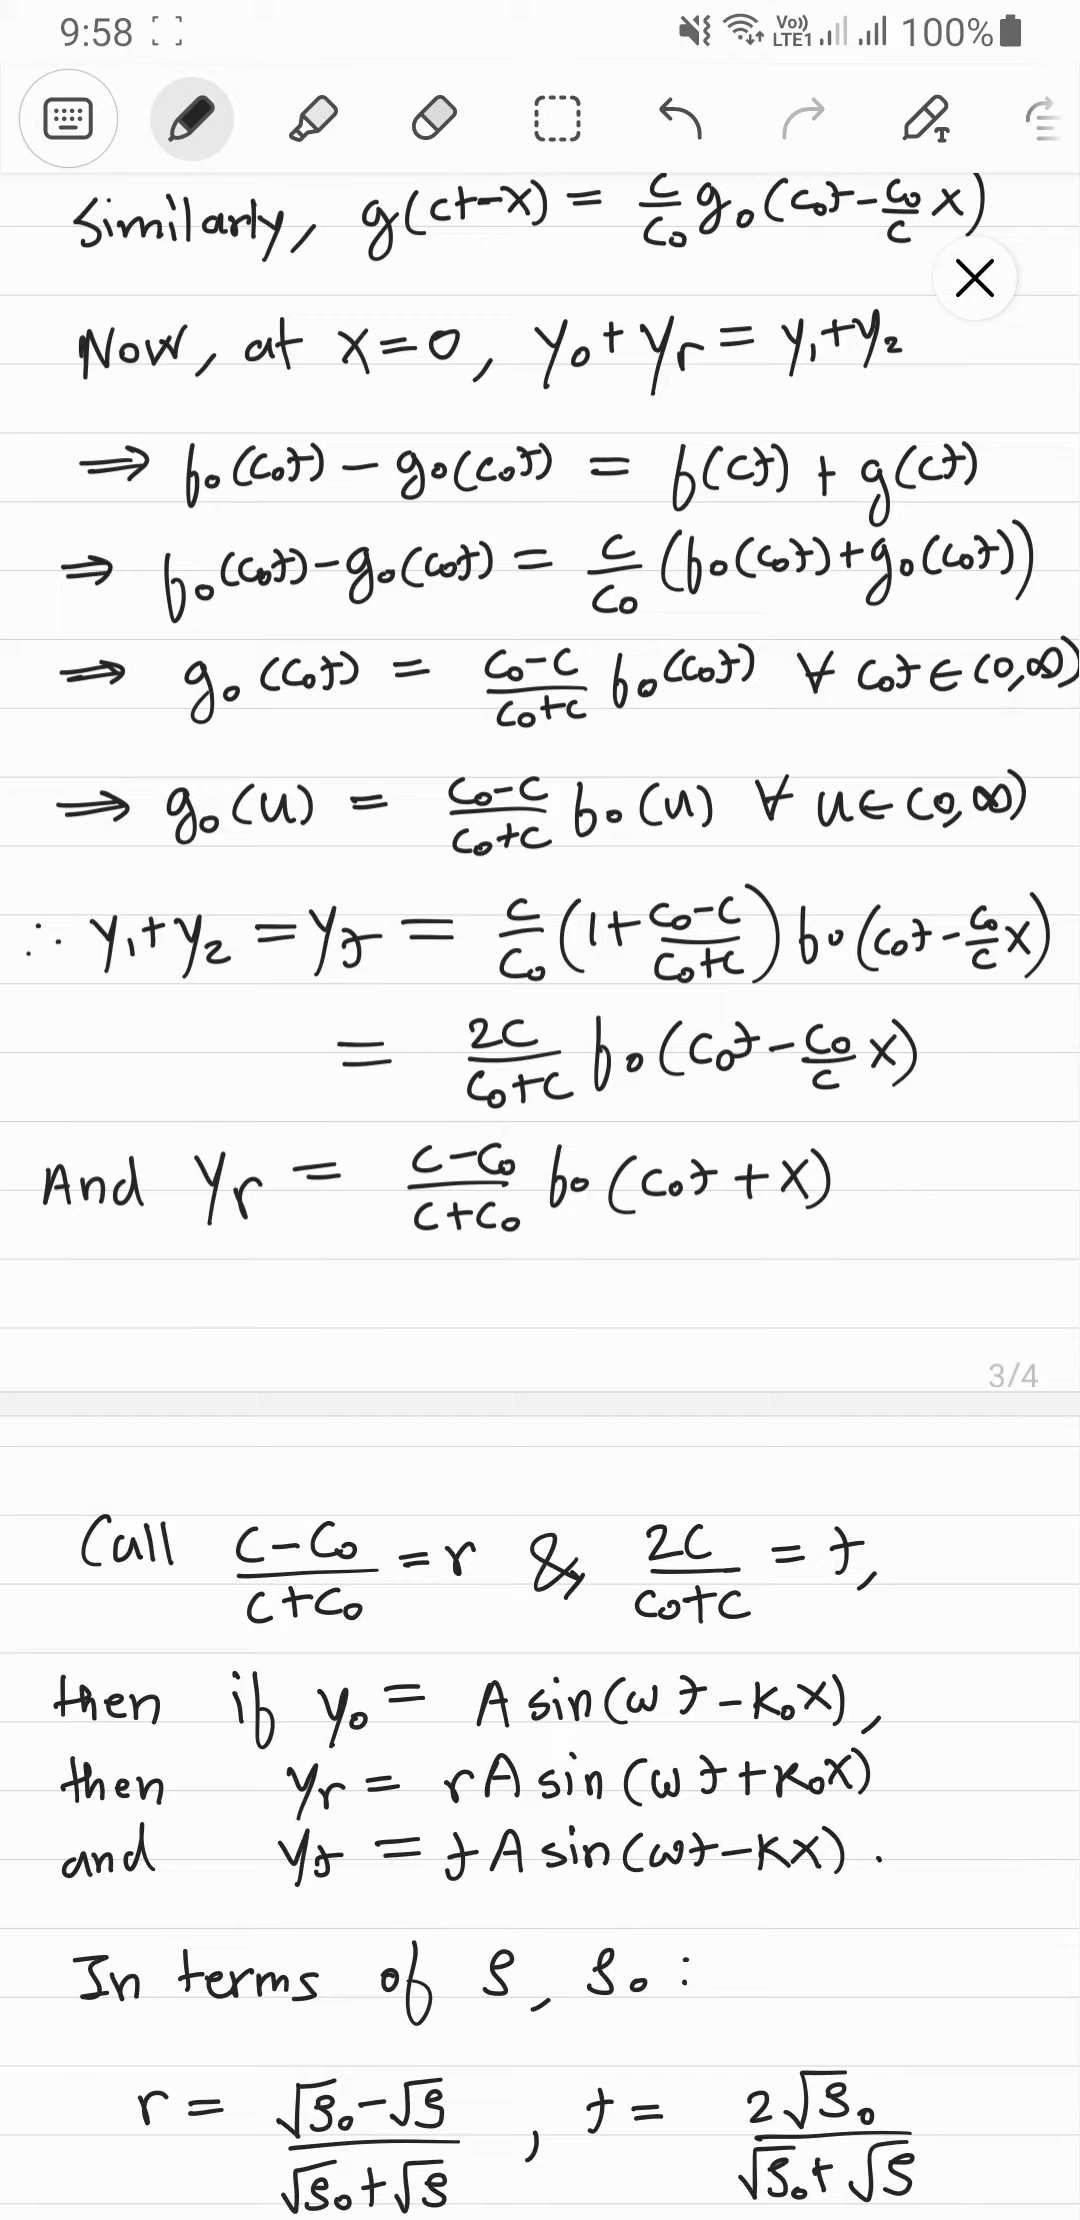 9:58
Vo)) LTE1 100%
T
Similarly, g(ct-x) = c/c₀ g₀(c₀t - c₀/c x)
Now, at x=0, y₀+yᵣ = y₁+y₂
⟹ f₀(c₀t) - g₀(c₀t) = f(ct) + g(ct)
⟹ f₀(c₀t) - g₀(c₀t) = c/c₀ (f₀(c₀t) + g₀(c₀t))
⟹ g₀(c₀t) = (c₀-c)/(c₀+c) f₀(c₀t) ∀ c₀t ∈ (0,∞)
⟹ g₀(u) = (c₀-c)/(c₀+c) f₀(u) ∀ u ∈ (0,∞)
∴ y₁+y₂ = yₜ = c/c₀ (1 + (c₀-c)/(c₀+c)) f₀(c₀t - c₀/c x)
= 2c/(c₀+c) f₀(c₀t - c₀/c x)
And yᵣ = (c-c₀)/(c+c₀) f₀(c₀t + x)
3/4
Call (c-c₀)/(c+c₀) = r & 2c/(c₀+c) = t,
then if y₀ = A sin(ωt - k₀x),
then yᵣ = rA sin(ωt + k₀x)
and yₜ = tA sin(ωt - kx).
In terms of ρ, ρ₀ :
r = (√ρ₀ - √ρ)/(√ρ₀ + √ρ), t = 2√ρ₀/(√ρ₀ + √ρ)